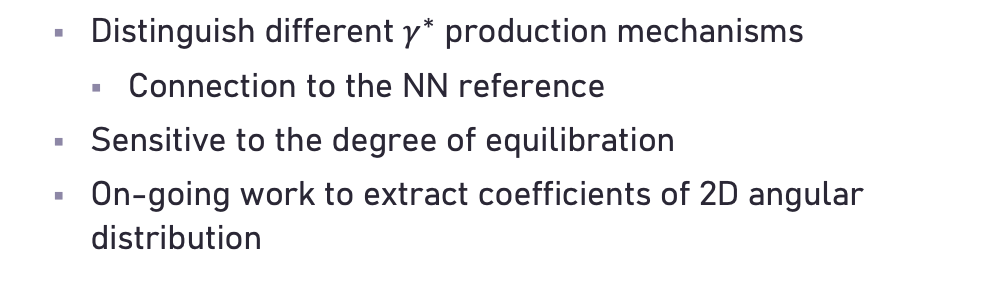 ▪ Distinguish different γ* production mechanisms
▪ Connection to the NN reference
▪ Sensitive to the degree of equilibration
▪ On-going work to extract coefficients of 2D angular
distribution